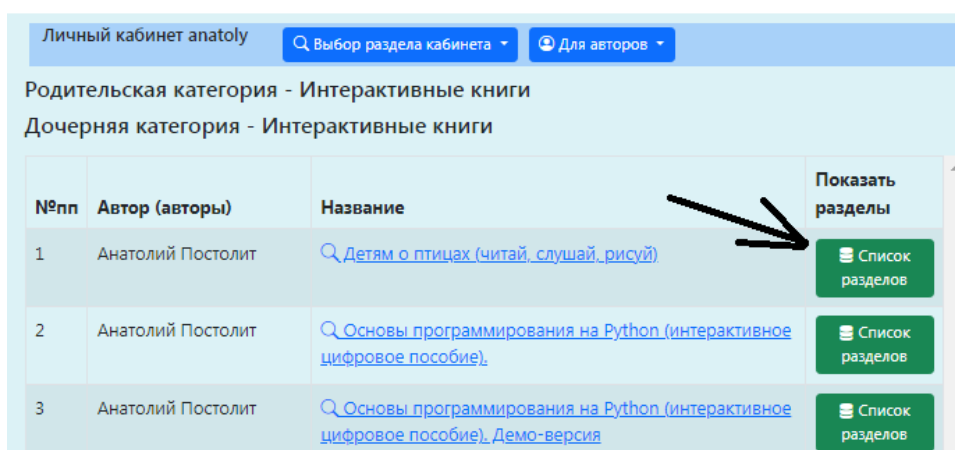 Личный кабинет anatoly
Выбор раздела кабинета
Для авторов
Родительская категория - Интерактивные книги
Дочерняя категория - Интерактивные книги
№пп Автор (авторы) Название Показать
разделы
1 Анатолий Постолит Детям о птицах (читай, слушай, рисуй) Список
разделов
2 Анатолий Постолит Основы программирования на Python (интерактивное Список
цифровое пособие). разделов
3 Анатолий Постолит Основы программирования на Python (интерактивное Список
цифровое пособие). Демо-версия разделов